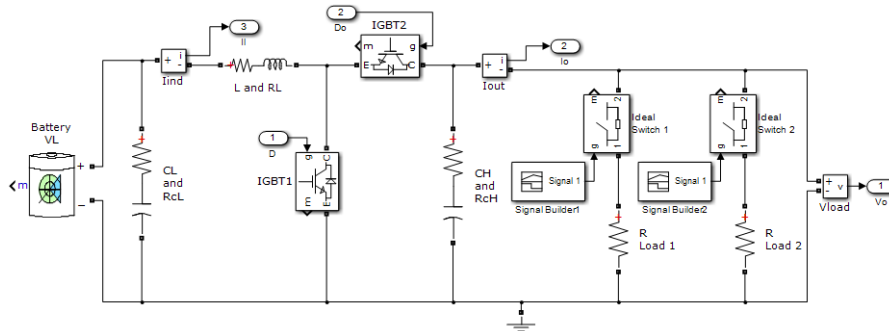 2
Do
IGBT2
3
Il
m
g
E
C
+
i
-
Iind
L and RL
+
i
-
Iout
2
Io
Battery
VL
+
m
−
CL
and
RcL
1
D
g
C
IGBT1
m
E
CH
and
RcH
m
2
1
g
Ideal
Switch 1
Signal 1
Signal Builder1
m
2
1
g
Ideal
Switch 2
Signal 1
Signal Builder2
R
Load 1
R
Load 2
+
v
-
Vload
1
Vo